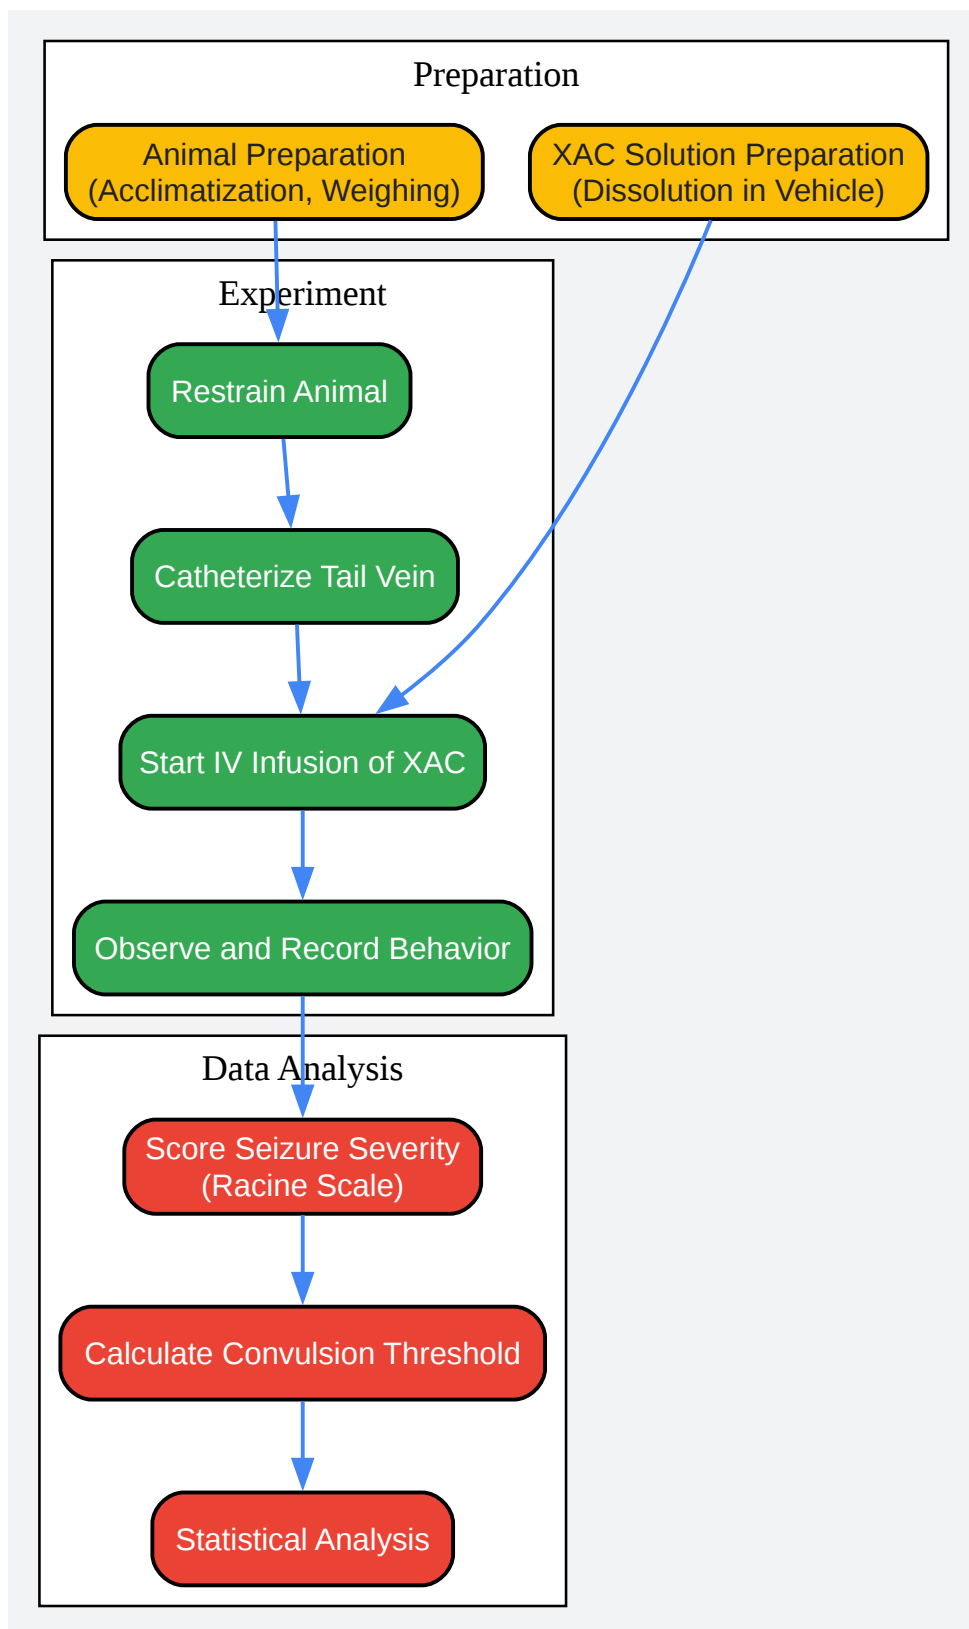 Preparation
Animal Preparation
(Acclimatization, Weighing)
XAC Solution Preparation
(Dissolution in Vehicle)
Experiment
Restrain Animal
Catheterize Tail Vein
Start IV Infusion of XAC
Observe and Record Behavior
Data Analysis
Score Seizure Severity
(Racine Scale)
Calculate Convulsion Threshold
Statistical Analysis